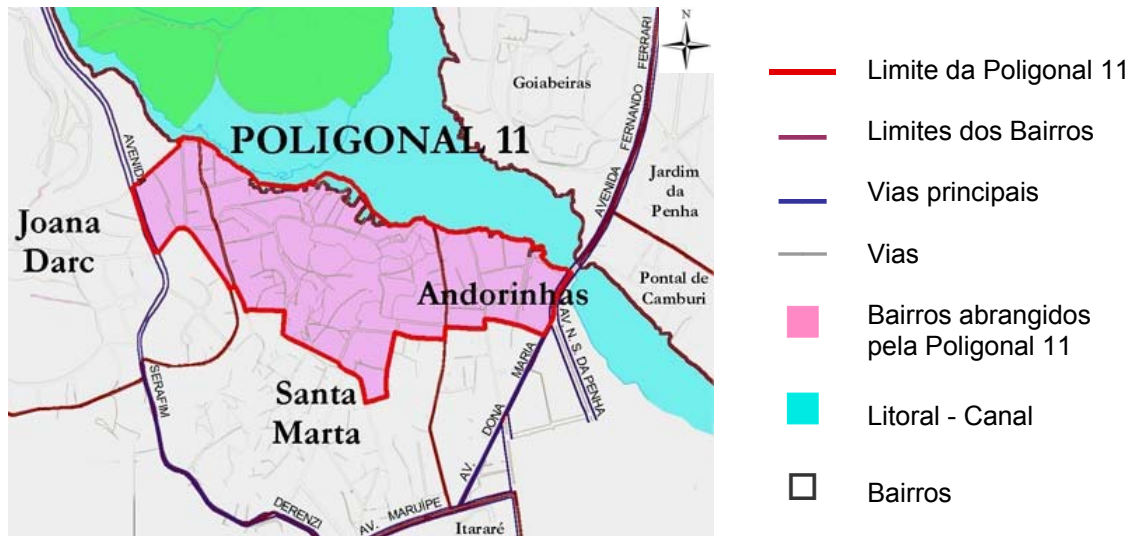 N
Goiabeiras
POLIGONAL 11
AVENIDA
AVENIDA FERNANDO FERRARI
Jardim
da
Penha
Joana
Darc
Pontal de
Camburi
Andorinhas
AV. N. S. DA PENHA
AV. DONA MARIA
SERAFIM
Santa
Marta
DERENZI
AV. MARUÍPE
Itararé
Limite da Poligonal 11
Limites dos Bairros
Vias principais
Vias
Bairros abrangidos
pela Poligonal 11
Litoral - Canal
Bairros